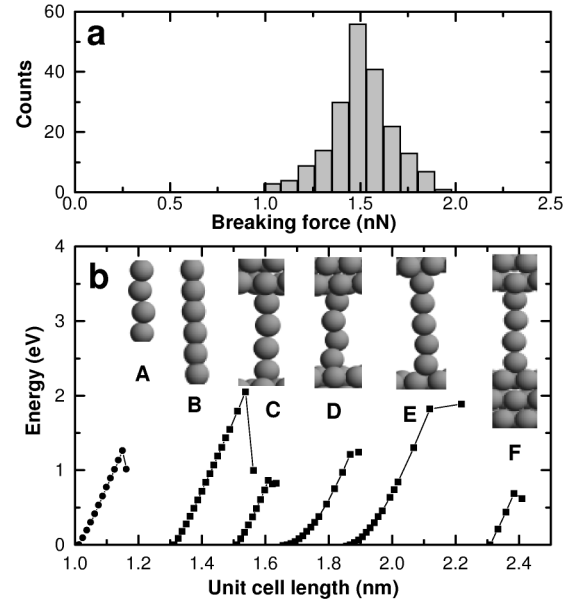 60
a
40
Counts
20
0
0.0 0.5 1.0 1.5 2.0 2.5
Breaking force (nN)
4
b
3
A B C D E F
Energy (eV)
2
1
0
1.0 1.2 1.4 1.6 1.8 2.0 2.2 2.4
Unit cell length (nm)